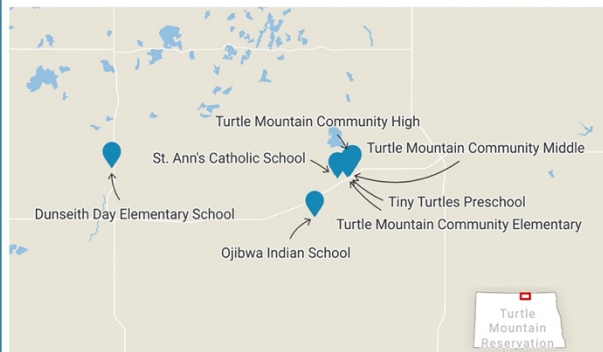 Turtle Mountain Community High
Turtle Mountain Community Middle
St. Ann's Catholic School
Tiny Turtles Preschool
Dunseith Day Elementary School
Turtle Mountain Community Elementary
Ojibwa Indian School
Turtle
Mountain
Reservation